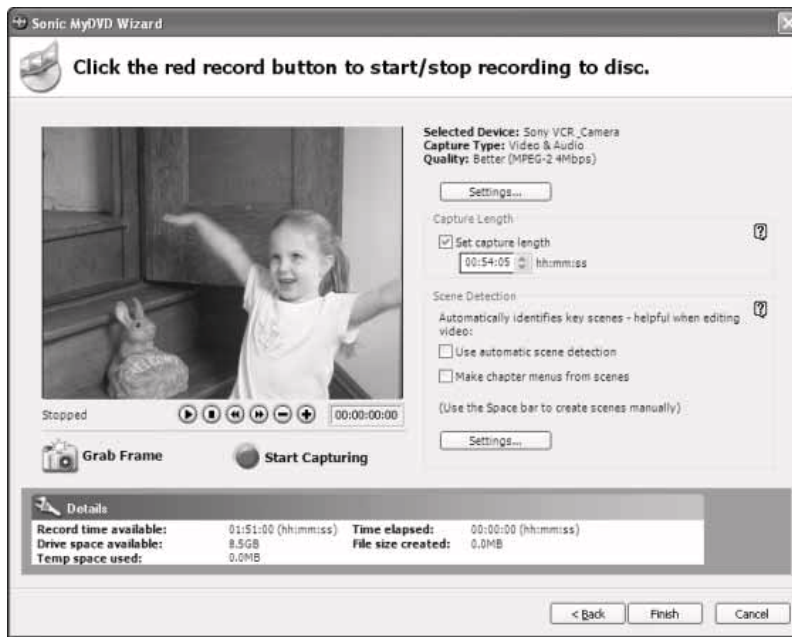 Sonic MyDVD Wizard
Click the red record button to start/stop recording to disc.
Selected Device: Sony VCR_Camera
Capture Type: Video & Audio
Quality: Better (MPEG-2 4Mbps)
Settings...
Capture Length
Set capture length
00:54:05 hh:mm:ss
Scene Detection
Automatically identifies key scenes - helpful when editing
video:
Use automatic scene detection
Make chapter menus from scenes
(Use the Space bar to create scenes manually)
Settings...
Stopped
00:00:00:00
Grab Frame
Start Capturing
Details
Record time available: 01:51:00 (hh:mm:ss) Time elapsed: 00:00:00 (hh:mm:ss)
Drive space available: 8.5GB File size created: 0.0MB
Temp space used: 0.0MB
< Back Finish Cancel